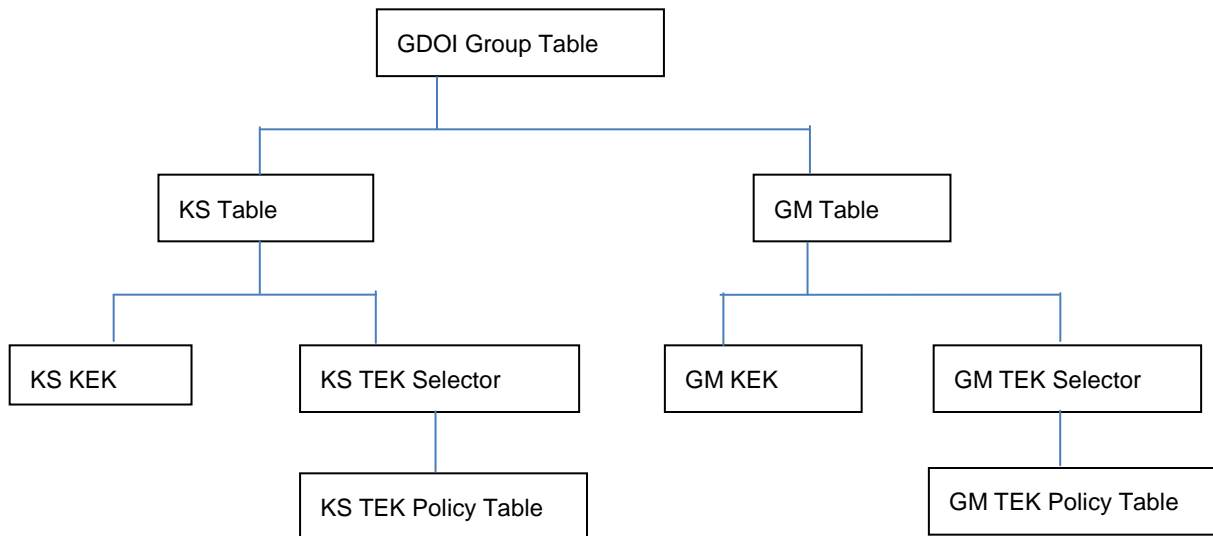 GDOI Group Table
KS Table
GM Table
KS KEK
KS TEK Selector
GM KEK
GM TEK Selector
KS TEK Policy Table
GM TEK Policy Table